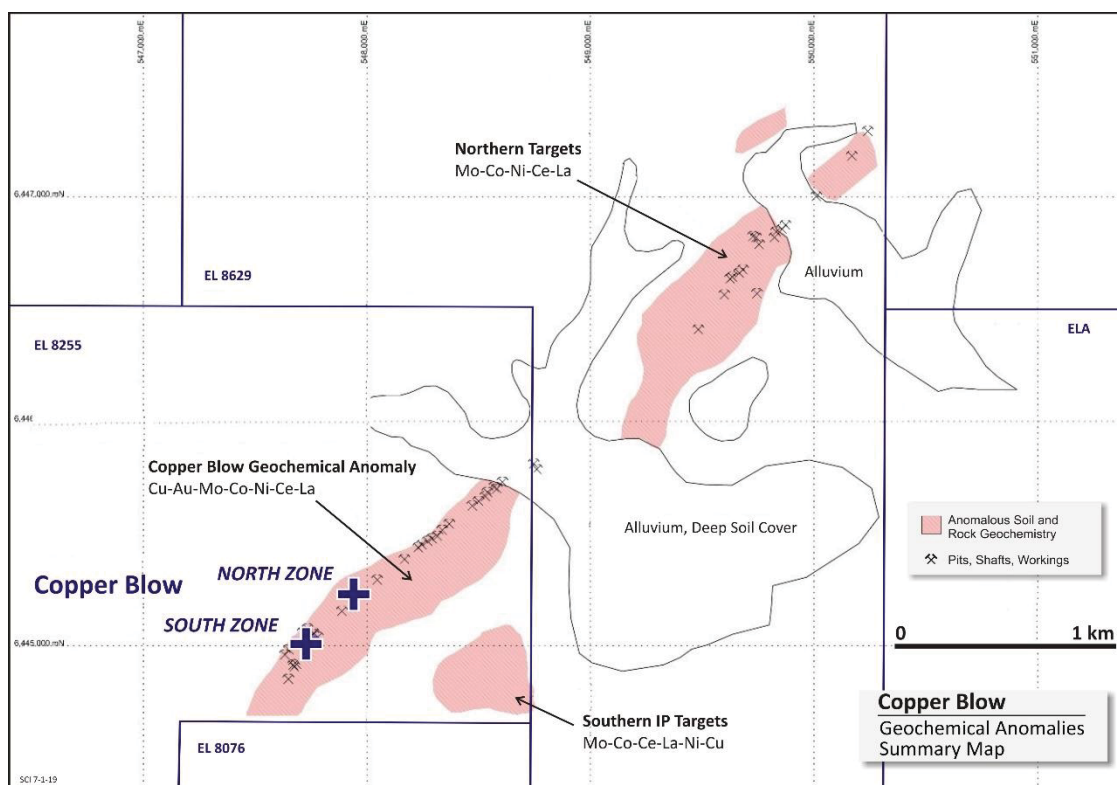 547,000 mE
548,000 mE
549,000 mE
550,000 mE
551,000 mE
Northern Targets
Mo-Co-Ni-Ce-La
6,447,000 mN
Alluvium
EL 8629
ELA
EL 8255
6,446
Copper Blow Geochemical Anomaly
Cu-Au-Mo-Co-Ni-Ce-La
Alluvium, Deep Soil Cover
Anomalous Soil and
Rock Geochemistry
Pits, Shafts, Workings
Copper Blow
NORTH ZONE
SOUTH ZONE
6,445,000 mN
0 1 km
Southern IP Targets
Mo-Co-Ce-La-Ni-Cu
EL 8076
Copper Blow
Geochemical Anomalies
Summary Map
SCI 7-1-19